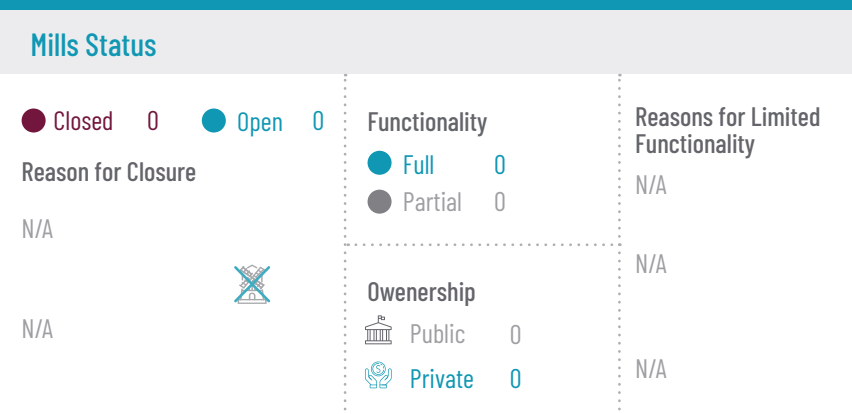 Mills Status
Closed 0 Open 0
Reason for Closure
N/A
N/A
Functionality
Full 0
Partial 0
Owenership
Public 0
Private 0
Reasons for Limited
Functionality
N/A
N/A
N/A